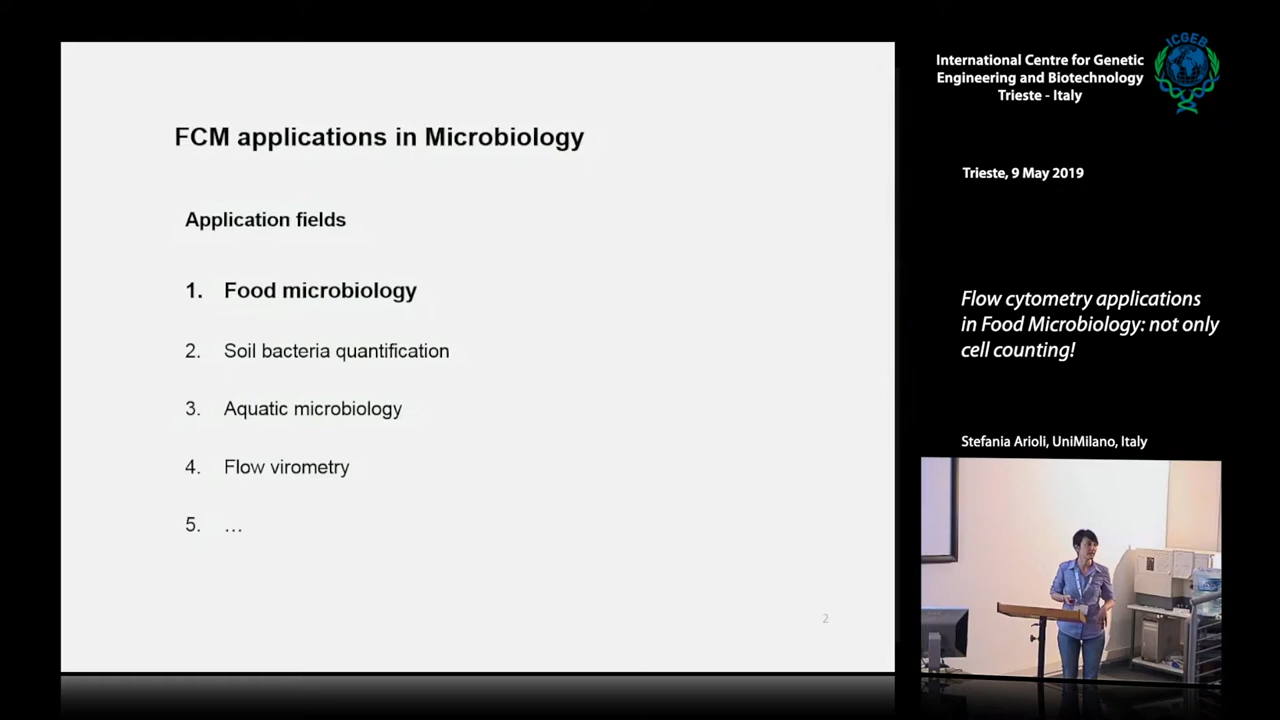 FCM applications in Microbiology
Application fields
1. Food microbiology
2. Soil bacteria quantification
3. Aquatic microbiology
4. Flow virometry
5. ...
2
International Centre for Genetic
Engineering and Biotechnology
Trieste - Italy
ICGEB
Trieste, 9 May 2019
Flow cytometry applications
in Food Microbiology: not only
cell counting!
Stefania Arioli, UniMilano, Italy